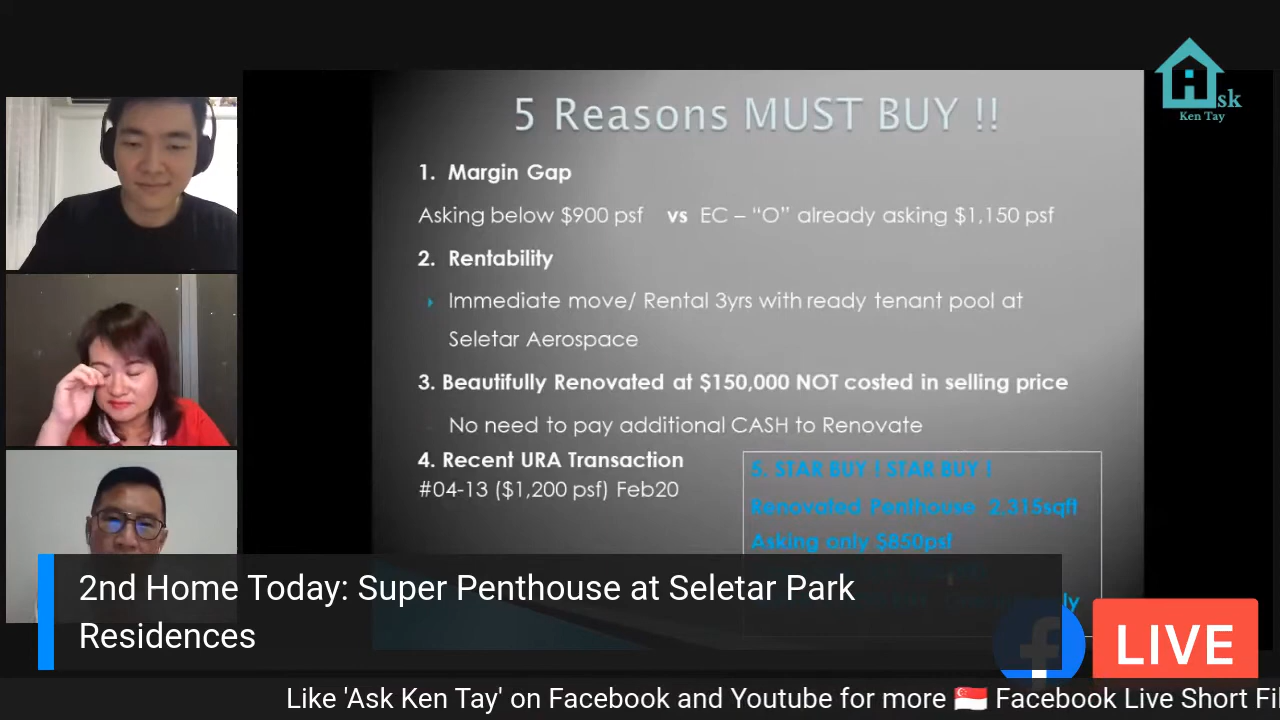 5 Reasons MUST BUY !!
sk
Ken Tay
1. Margin Gap
Asking below $900 psf vs EC – “O” already asking $1,150 psf
2. Rentability
Immediate move/ Rental 3yrs with ready tenant pool at
Seletar Aerospace
3. Beautifully Renovated at $150,000 NOT costed in selling price
No need to pay additional CASH to Renovate
4. Recent URA Transaction
#04-13 ($1,200 psf) Feb20
5. STAR BUY ! STAR BUY !
Renovated Penthouse 2,315sqft
Asking only $850psf
2nd Home Today: Super Penthouse at Seletar Park
Residences
LIVE
Like 'Ask Ken Tay' on Facebook and Youtube for more 🇸🇬 Facebook Live Short Fi